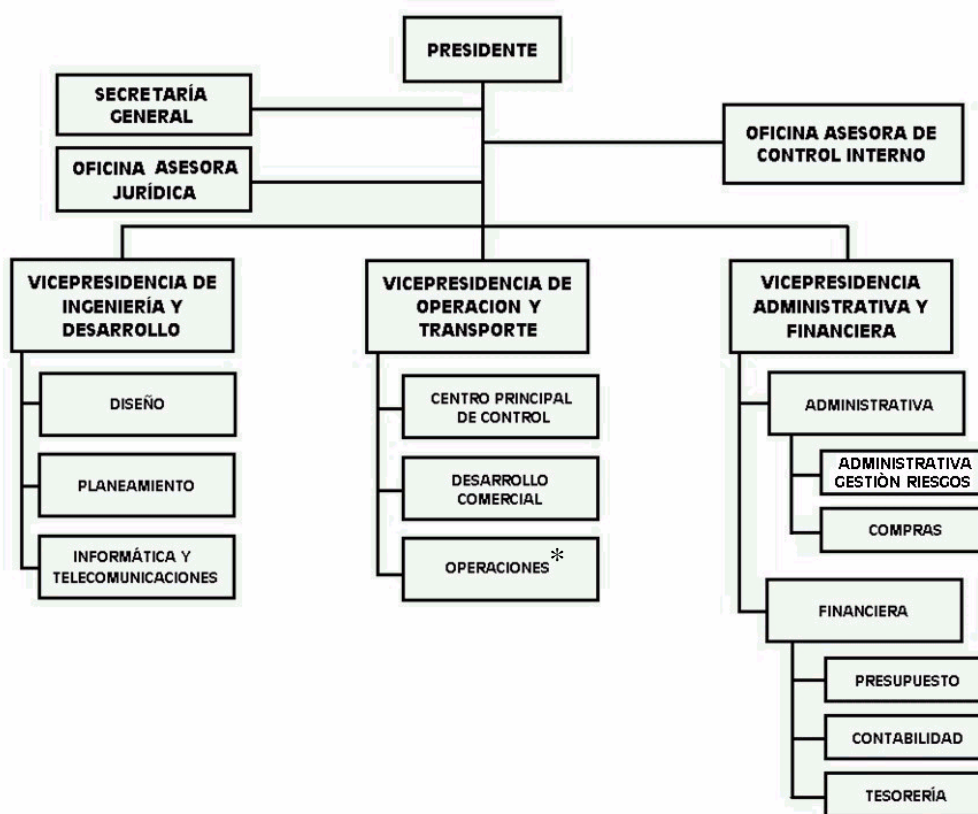 PRESIDENTE
SECRETARÍA
GENERAL
OFICINA ASESORA DE
CONTROL INTERNO
OFICINA ASESORA
JURÍDICA
VICEPRESIDENCIA DE
INGENIERÍA Y
DESARROLLO
VICEPRESIDENCIA DE
OPERACION Y
TRANSPORTE
VICEPRESIDENCIA
ADMINISTRATIVA Y
FINANCIERA
DISEÑO
PLANEAMIENTO
INFORMÁTICA Y
TELECOMUNICACIONES
CENTRO PRINCIPAL
DE CONTROL
DESARROLLO
COMERCIAL
OPERACIONES*
ADMINISTRATIVA
ADMINISTRATIVA
GESTIÒN RIESGOS
COMPRAS
FINANCIERA
PRESUPUESTO
CONTABILIDAD
TESORERÍA